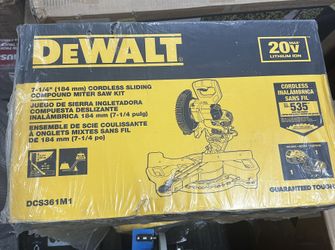 DEWALT
20V
LITHIUM ION
7-1/4" (184 mm) CORDLESS SLIDING
COMPOUND MITER SAW KIT
JUEGO DE SIERRA INGLETADORA
COMPUESTA DESLIZANTE
INALÁMBRICA 184 mm (7-1/4 pulg)
ENSEMBLE DE SCIE COULISSANTE
À ONGLETS MIXTES SANS FIL
DE 184 mm (7-1/4 po)
CORDLESS
INALÁMBRICA
SANS FIL
535
DCS361M1
GUARANTEED TOUGH